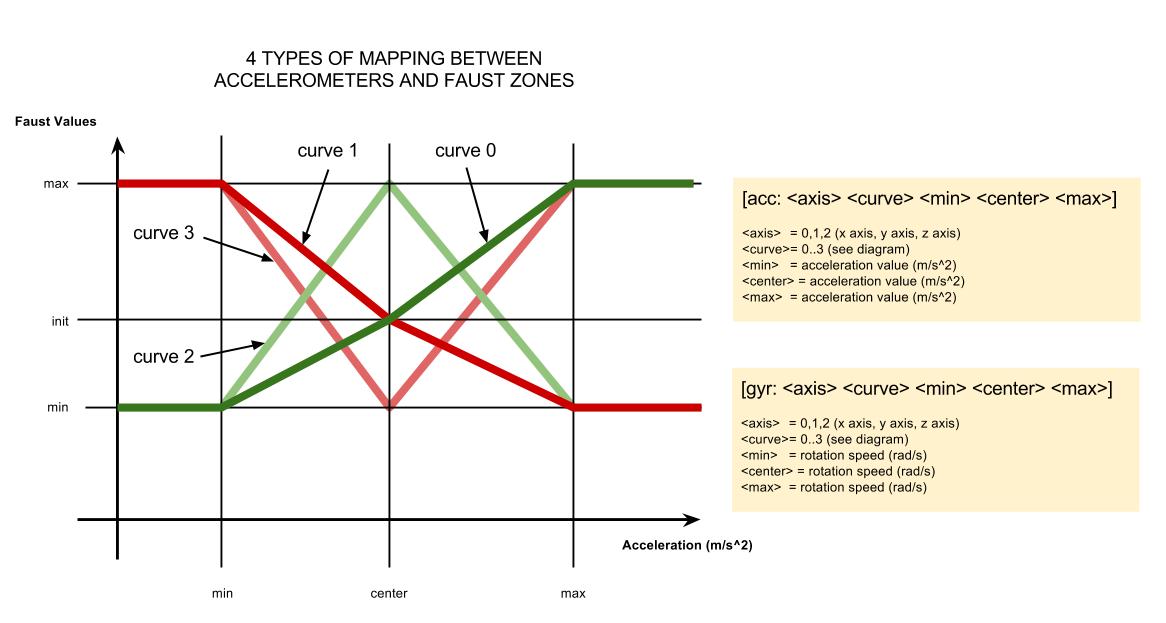 4 TYPES OF MAPPING BETWEEN
ACCELEROMETERS AND FAUST ZONES
Faust Values
curve 1
curve 0
max
curve 3
init
curve 2
min
Acceleration (m/s^2)
min
center
max
[acc: <axis> <curve> <min> <center> <max>]
<axis> = 0,1,2 (x axis, y axis, z axis)
<curve>= 0..3 (see diagram)
<min> = acceleration value (m/s^2)
<center> = acceleration value (m/s^2)
<max> = acceleration value (m/s^2)
[gyr: <axis> <curve> <min> <center> <max>]
<axis> = 0,1,2 (x axis, y axis, z axis)
<curve>= 0..3 (see diagram)
<min> = rotation speed (rad/s)
<center> = rotation speed (rad/s)
<max> = rotation speed (rad/s)